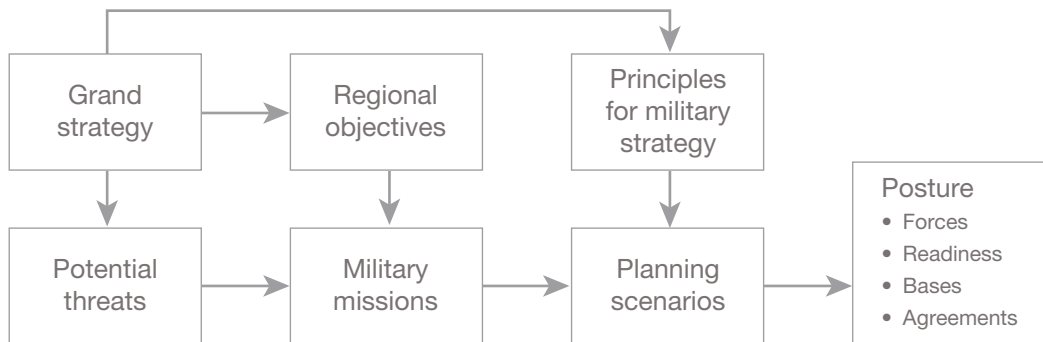 Grand
strategy
Regional
objectives
Principles
for military
strategy
Potential
threats
Military
missions
Planning
scenarios
Posture
• Forces
• Readiness
• Bases
• Agreements